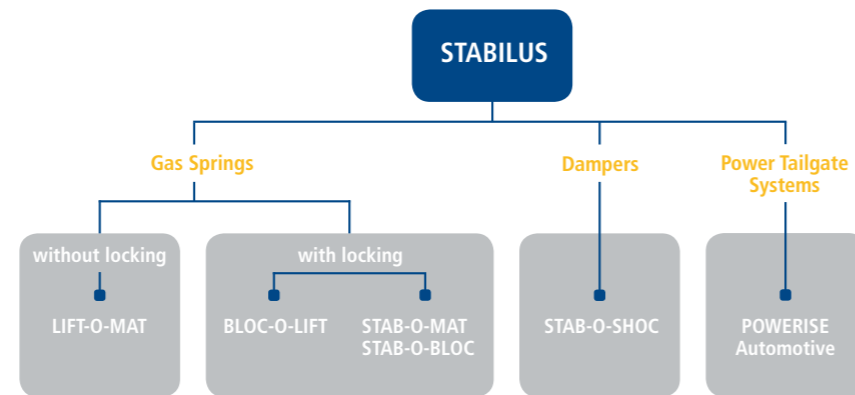 STABILUS
Gas Springs
Dampers
Power Tailgate
Systems
without locking
with locking
LIFT-O-MAT
BLOC-O-LIFT
STAB-O-MAT
STAB-O-BLOC
STAB-O-SHOC
POWERISE
Automotive